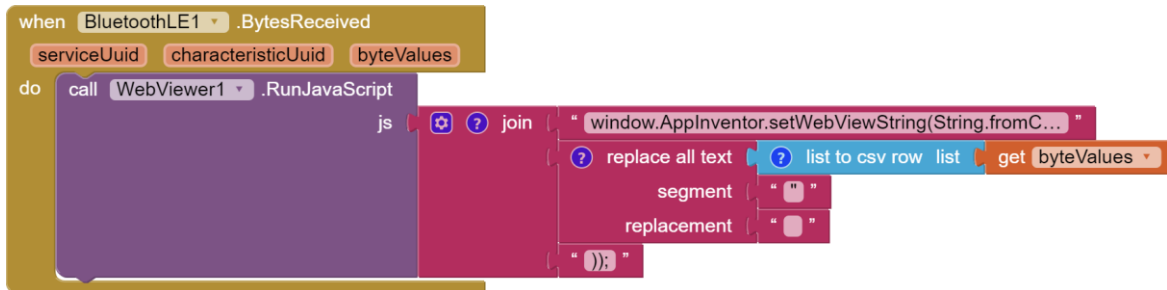 when BluetoothLE1 .BytesReceived
serviceUuid characteristicUuid byteValues
do call WebViewer1 .RunJavaScript
js ? join “ window.AppInventor.setWebViewString(String.fromC... ”
? replace all text ? list to csv row list get byteValues
segment “ " ”
replacement “ ”
“ )); ”